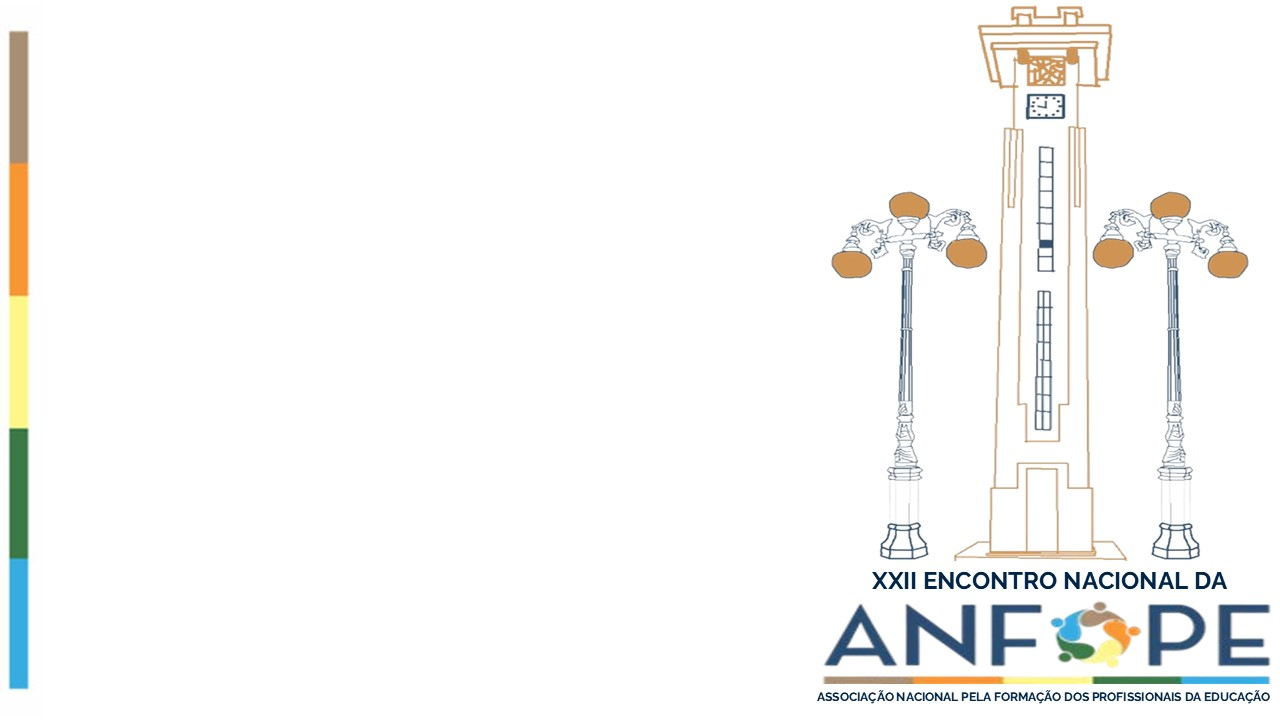 XXII ENCONTRO NACIONAL DA
ANFOPE
ASSOCIAÇÃO NACIONAL PELA FORMAÇÃO DOS PROFISSIONAIS DA EDUCAÇÃO